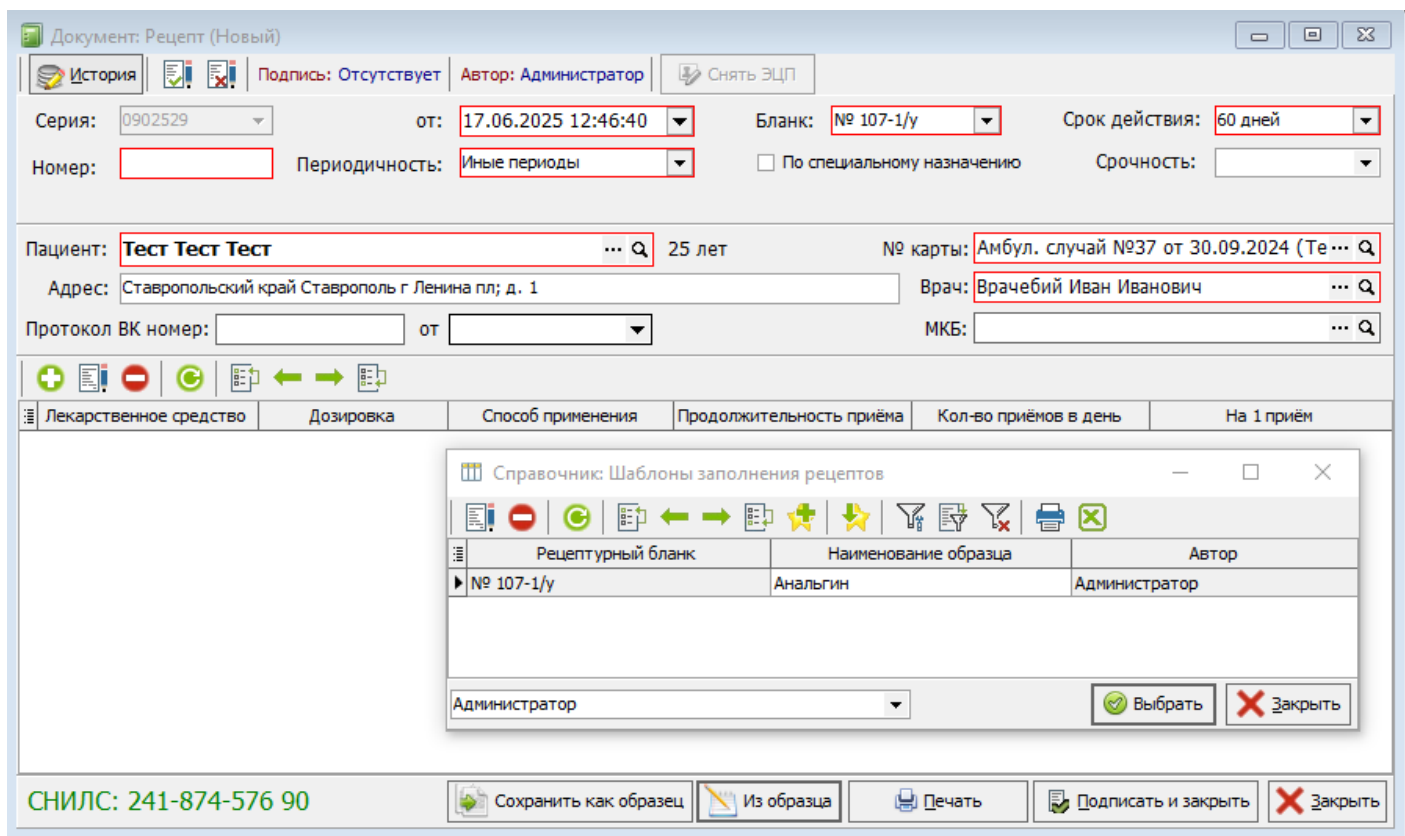 Документ: Рецепт (Новый)
История Подпись: Отсутствует Автор: Администратор Снять ЭЦП
Серия: 0902529 от: 17.06.2025 12:46:40 Бланк: № 107-1/у Срок действия: 60 дней
Номер: Периодичность: Иные периоды По специальному назначению Срочность:
Пациент: Тест Тест Тест ... 25 лет № карты: Амбул. случай №37 от 30.09.2024 (Те ...
Адрес: Ставропольский край Ставрополь г Ленина пл; д. 1 Врач: Врачебий Иван Иванович ...
Протокол ВК номер: от МКБ: ...
Лекарственное средство Дозировка Способ применения Продолжительность приёма Кол-во приёмов в день На 1 приём
Справочник: Шаблоны заполнения рецептов
Рецептурный бланк Наименование образца Автор
№ 107-1/у Анальгин Администратор
Администратор Выбрать Закрыть
СНИЛС: 241-874-576 90 Сохранить как образец Из образца Печать Подписать и закрыть Закрыть